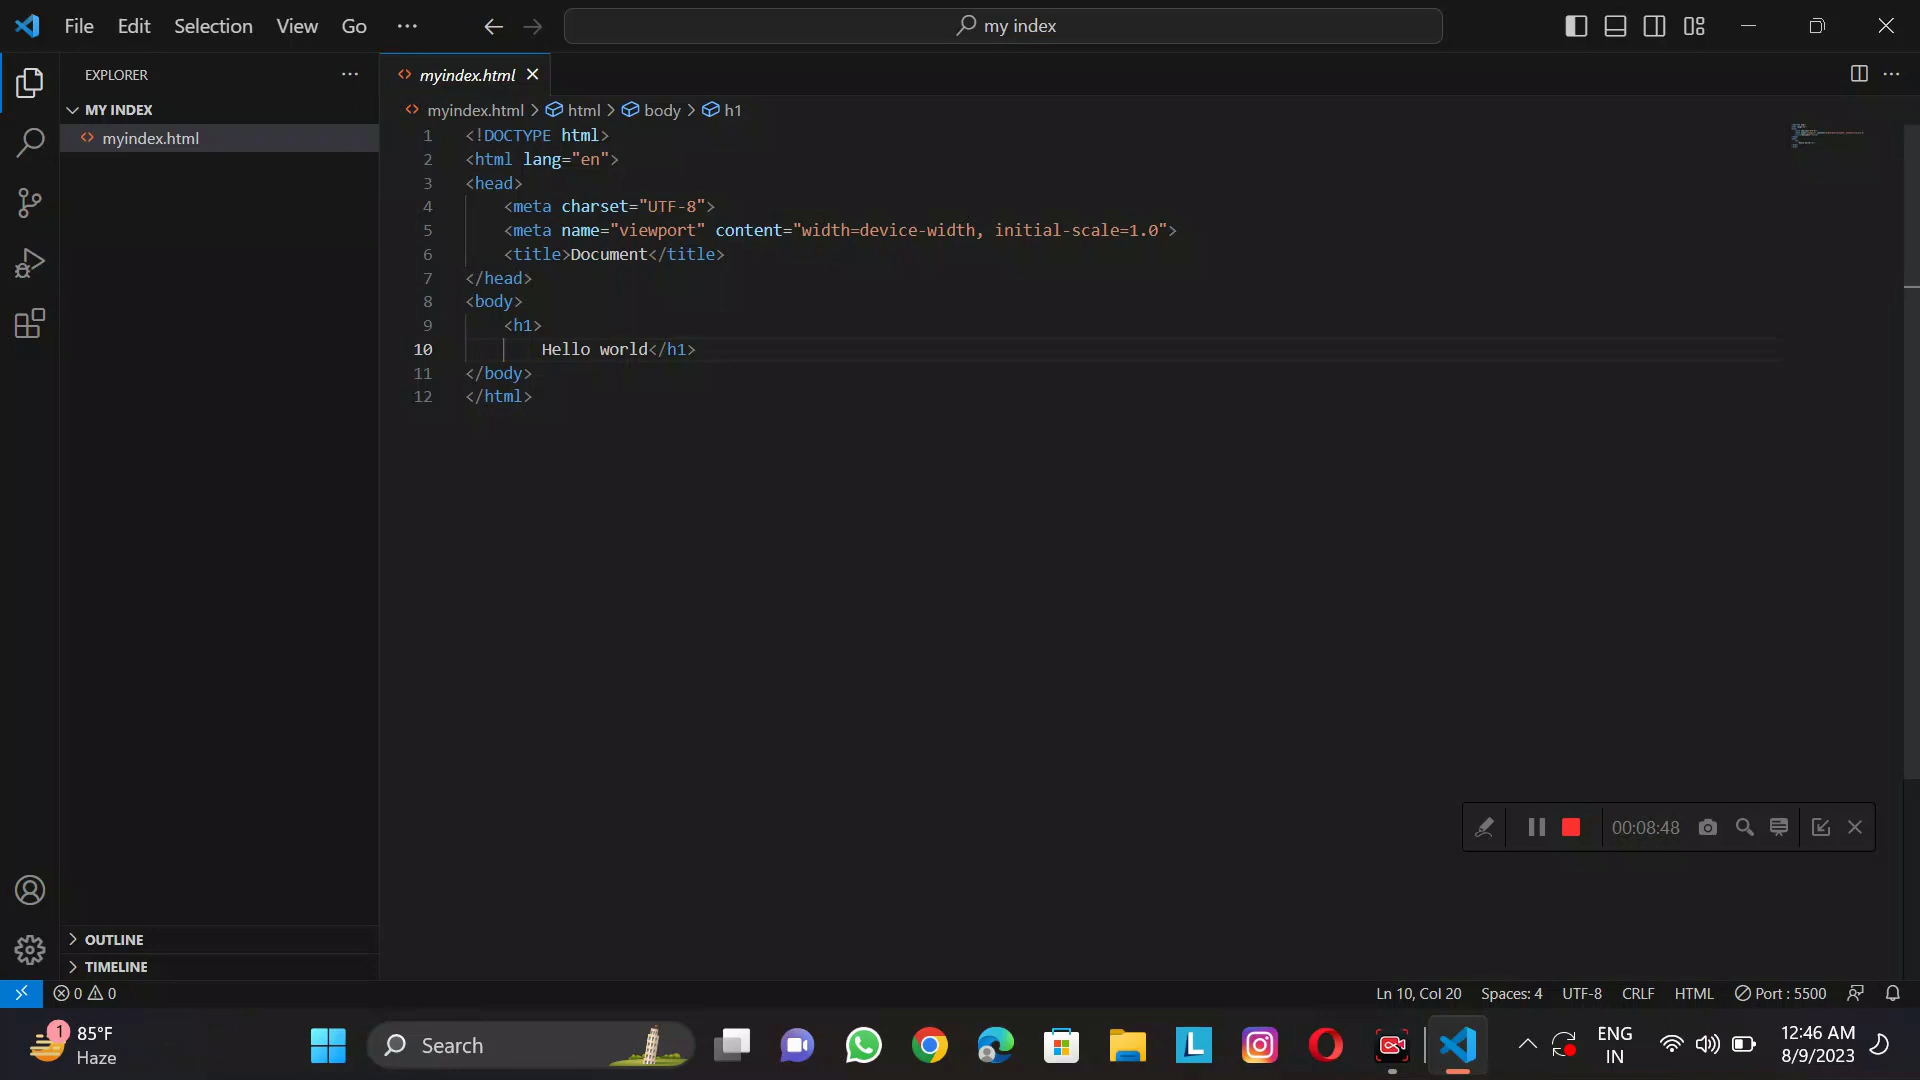 File Edit Selection View Go
my index
EXPLORER
myindex.html
MY INDEX
myindex.html > html > body > h1
myindex.html
1 <!DOCTYPE html>
2 <html lang="en">
3 <head>
4 <meta charset="UTF-8">
5 <meta name="viewport" content="width=device-width, initial-scale=1.0">
6 <title>Document</title>
7 </head>
8 <body>
9 <h1>
10 Hello world</h1>
11 </body>
12 </html>
00:08:48
OUTLINE
TIMELINE
0 0
Ln 10, Col 20 Spaces: 4 UTF-8 CRLF HTML Port : 5500
1
85°F
Haze
Search
L
ENG
IN
12:46 AM
8/9/2023